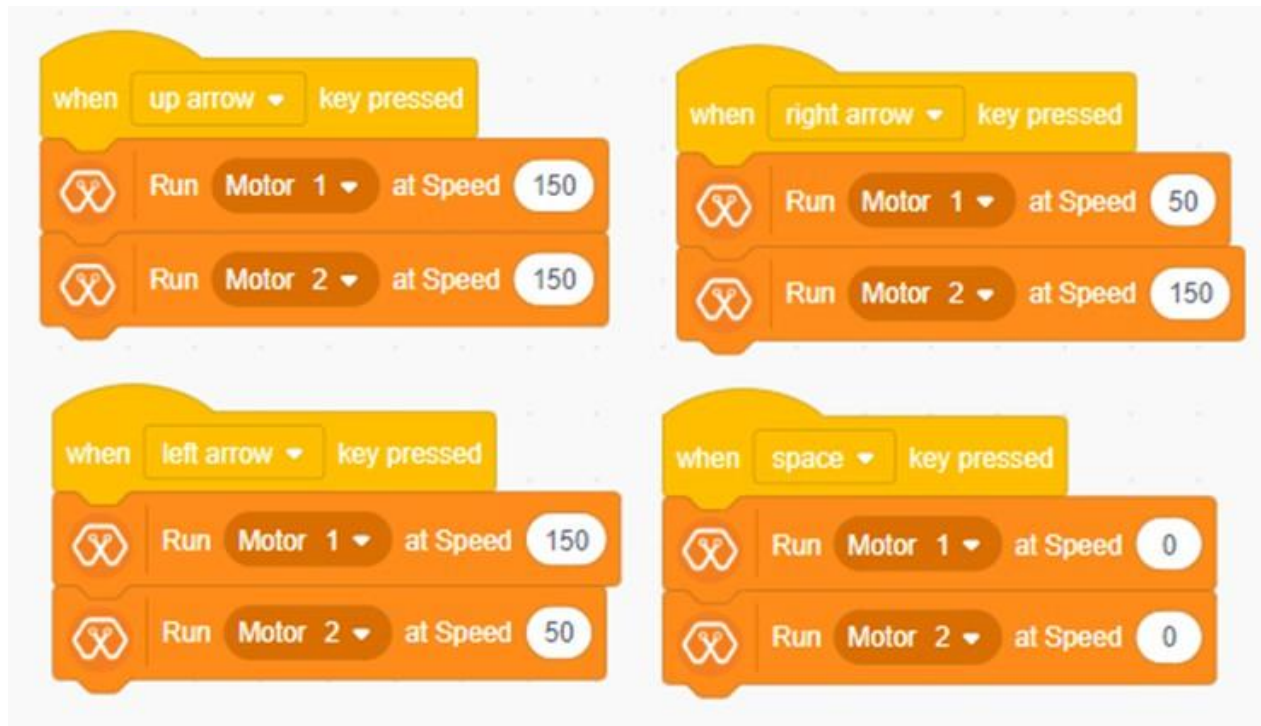 when up arrow key pressed
Run Motor 1 at Speed 150
Run Motor 2 at Speed 150
when right arrow key pressed
Run Motor 1 at Speed 50
Run Motor 2 at Speed 150
when left arrow key pressed
Run Motor 1 at Speed 150
Run Motor 2 at Speed 50
when space key pressed
Run Motor 1 at Speed 0
Run Motor 2 at Speed 0